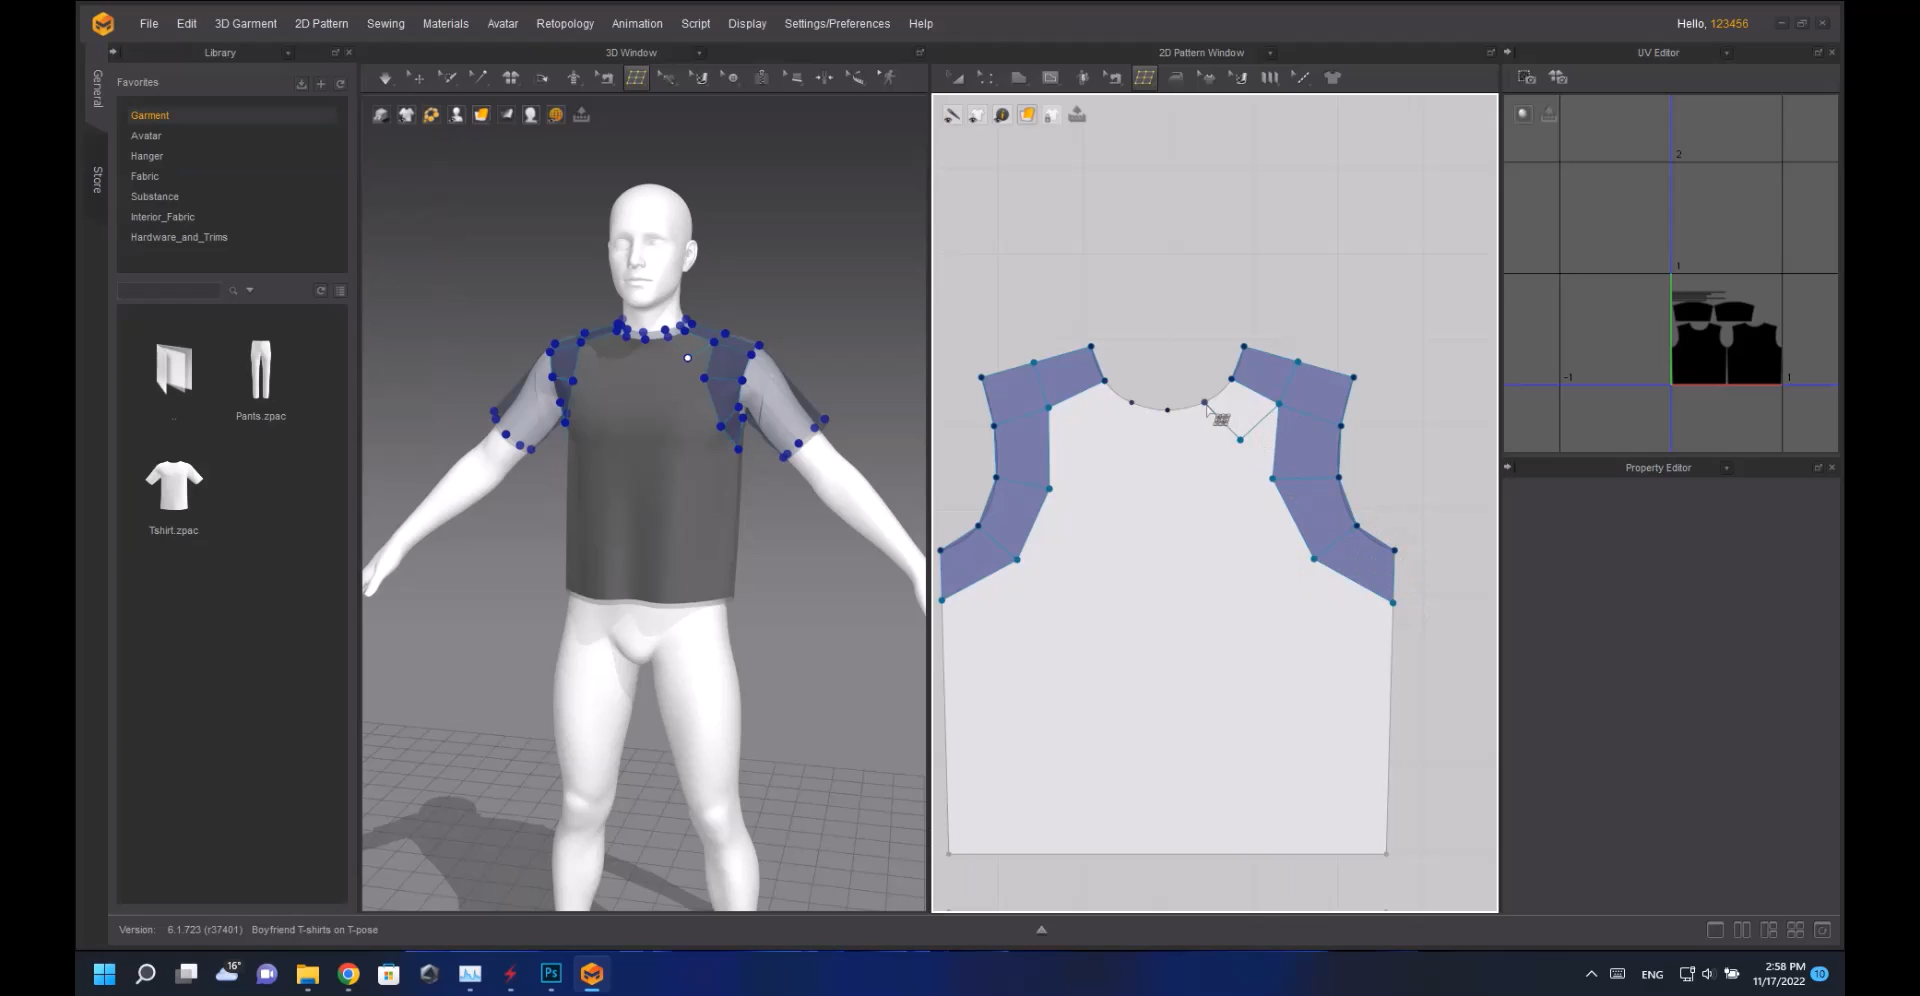 File Edit 3D Garment 2D Pattern Sewing Materials Avatar Retopology Animation Script Display Settings/Preferences Help Hello, 123456
Library 3D Window 2D Pattern Window UV Editor
General
Store
Favorites
Garment
Avatar
Hanger
Fabric
Substance
Interior_Fabric
Hardware_and_Trims
..
Pants.zpac
Tshirt.zpac
2
1
-1
1
Property Editor
Version: 6.1.723 (r37401) Boyfriend T-shirts on T-pose
16°
Ps
ENG
2:58 PM
11/17/2022
10